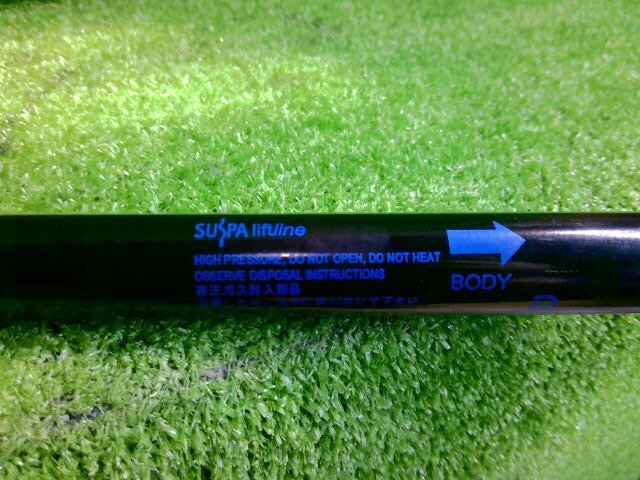 SUSPA liftline
HIGH PRESSURE, DO NOT OPEN, DO NOT HEAT
OBSERVE DISPOSAL INSTRUCTIONS
高圧ガス封入部品
BODY